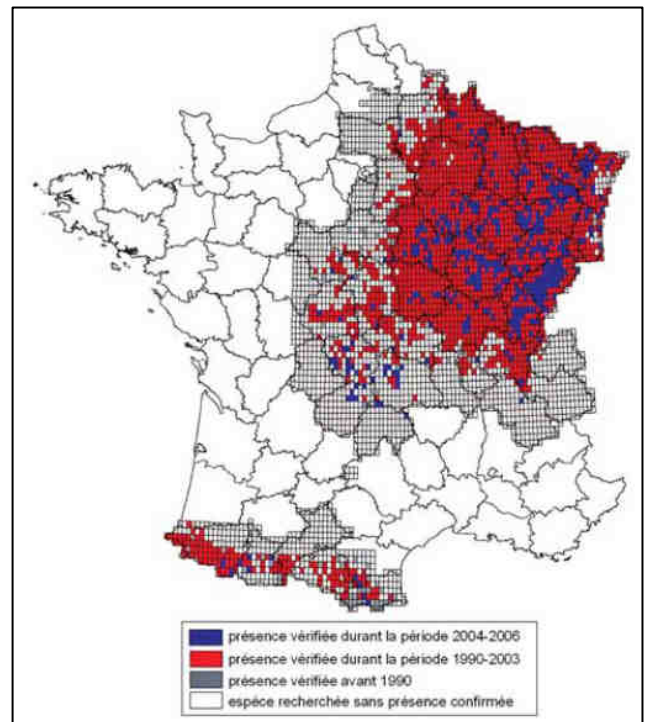 présence vérifiée durant la période 2004-2006
présence vérifiée durant la période 1990-2003
présence vérifiée avant 1990
espéce recherchée sans présence confirmée